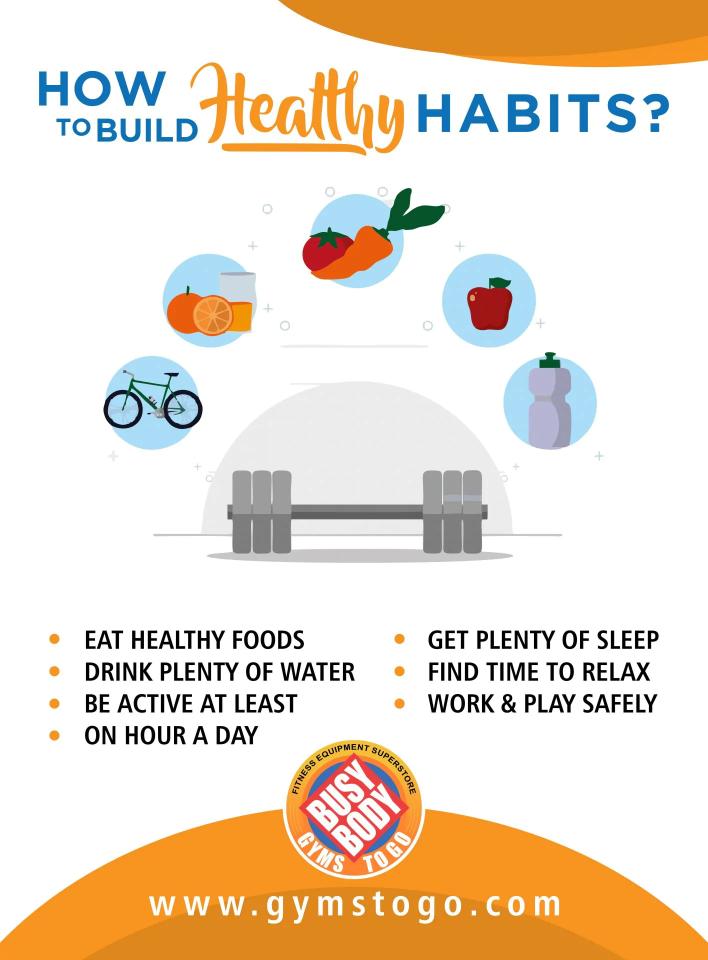 HOW
TO BUILD Healthy HABITS?
• EAT HEALTHY FOODS
• DRINK PLENTY OF WATER
• BE ACTIVE AT LEAST
• ON HOUR A DAY
• GET PLENTY OF SLEEP
• FIND TIME TO RELAX
• WORK & PLAY SAFELY
FITNESS EQUIPMENT SUPERSTORE
BUSY
BODY
GYMS TO GO
www.gymstogo.com